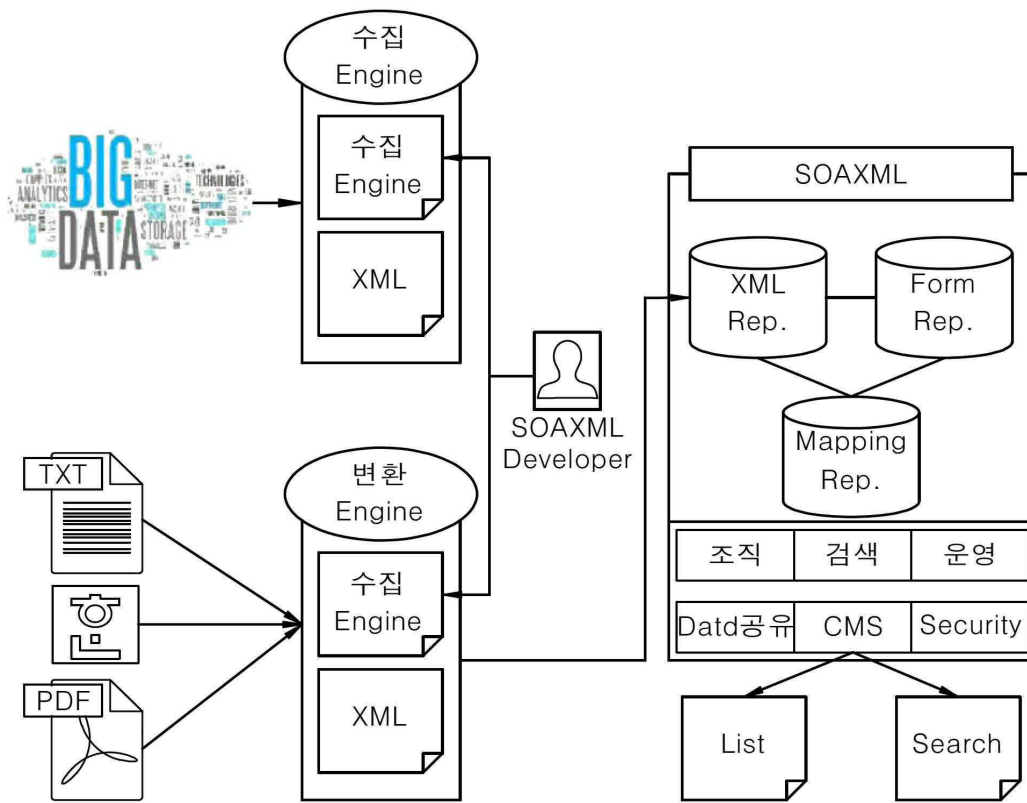 수집
Engine
수집
Engine
XML
BIG
DATA
ANALYTICS
STORAGE
TECHNOLOGIES
SOAXML
Developer
TXT
한
PDF
변환
Engine
수집
Engine
XML
SOAXML
XML
Rep.
Form
Rep.
Mapping
Rep.
조직 검색 운영
Datd공유 CMS Security
List
Search